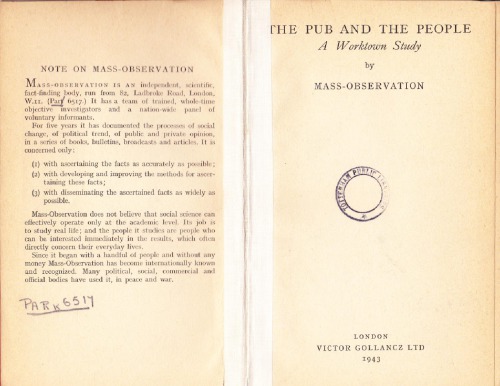 NOTE ON MASS-OBSERVATION
MASS-OBSERVATION IS AN independent, scientific,
fact-finding body, run from 82, Ladbroke Road, London,
W.11. (Park 6517.) It has a team of trained, whole-time
objective investigators and a nation-wide panel of
voluntary informants.
For five years it has documented the processes of social
change, of political trend, of public and private opinion,
in a series of books, bulletins, broadcasts and articles. It is
concerned only:
(1) with ascertaining the facts as accurately as possible;
(2) with developing and improving the methods for ascer-
taining these facts;
(3) with disseminating the ascertained facts as widely as
possible.
Mass-Observation does not believe that social science can
effectively operate only at the academic level. Its job is
to study real life; and the people it studies are people who
can be interested immediately in the results, which often
directly concern their everyday lives.
Since it began with a handful of people and without any
money Mass-Observation has become internationally known
and recognized. Many political, social, commercial and
official bodies have used it, in peace and war.
PARK 6517
THE PUB AND THE PEOPLE
A Worktown Study
by
MASS-OBSERVATION
TOTTENHAM PUBLIC
LONDON
VICTOR GOLLANCZ LTD
1943